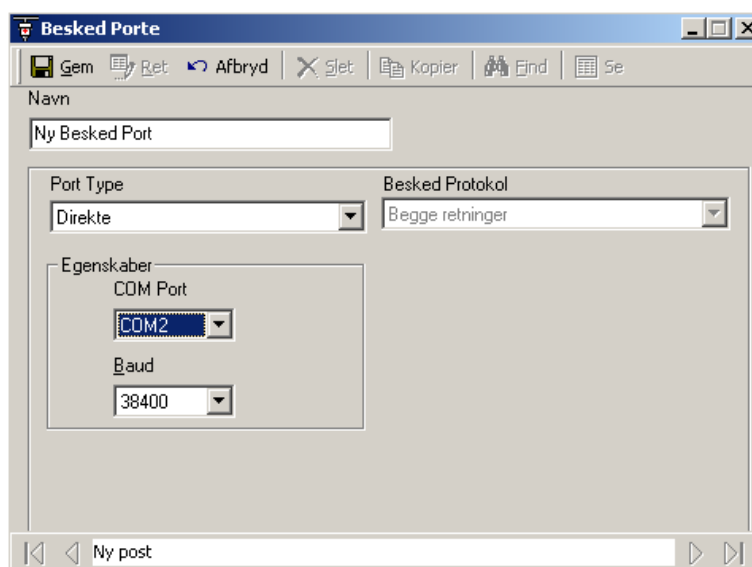 Besked Porte
Gem Ret Afbryd Slet Kopier Find Se
Navn
Ny Besked Port
Port Type Besked Protokol
Direkte Begge retninger
Egenskaber
COM Port
COM2
Baud
38400
Ny post